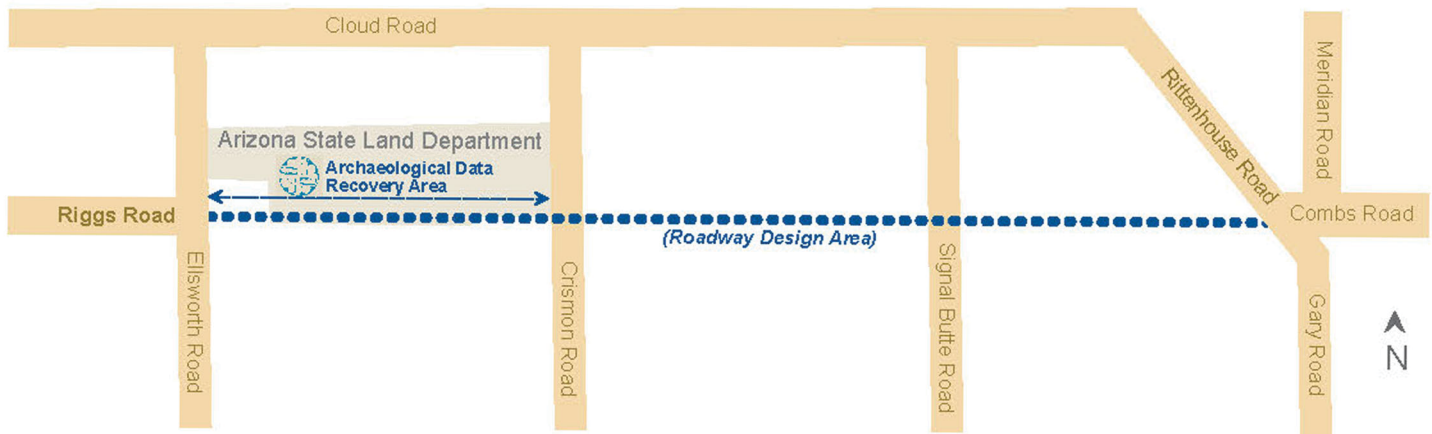 Cloud Road
Rittenhouse Road
Meridian Road
Arizona State Land Department
Archaeological Data
Recovery Area
Riggs Road
Combs Road
(Roadway Design Area)
Ellsworth Road
Crismon Road
Signal Butte Road
Gary Road
N